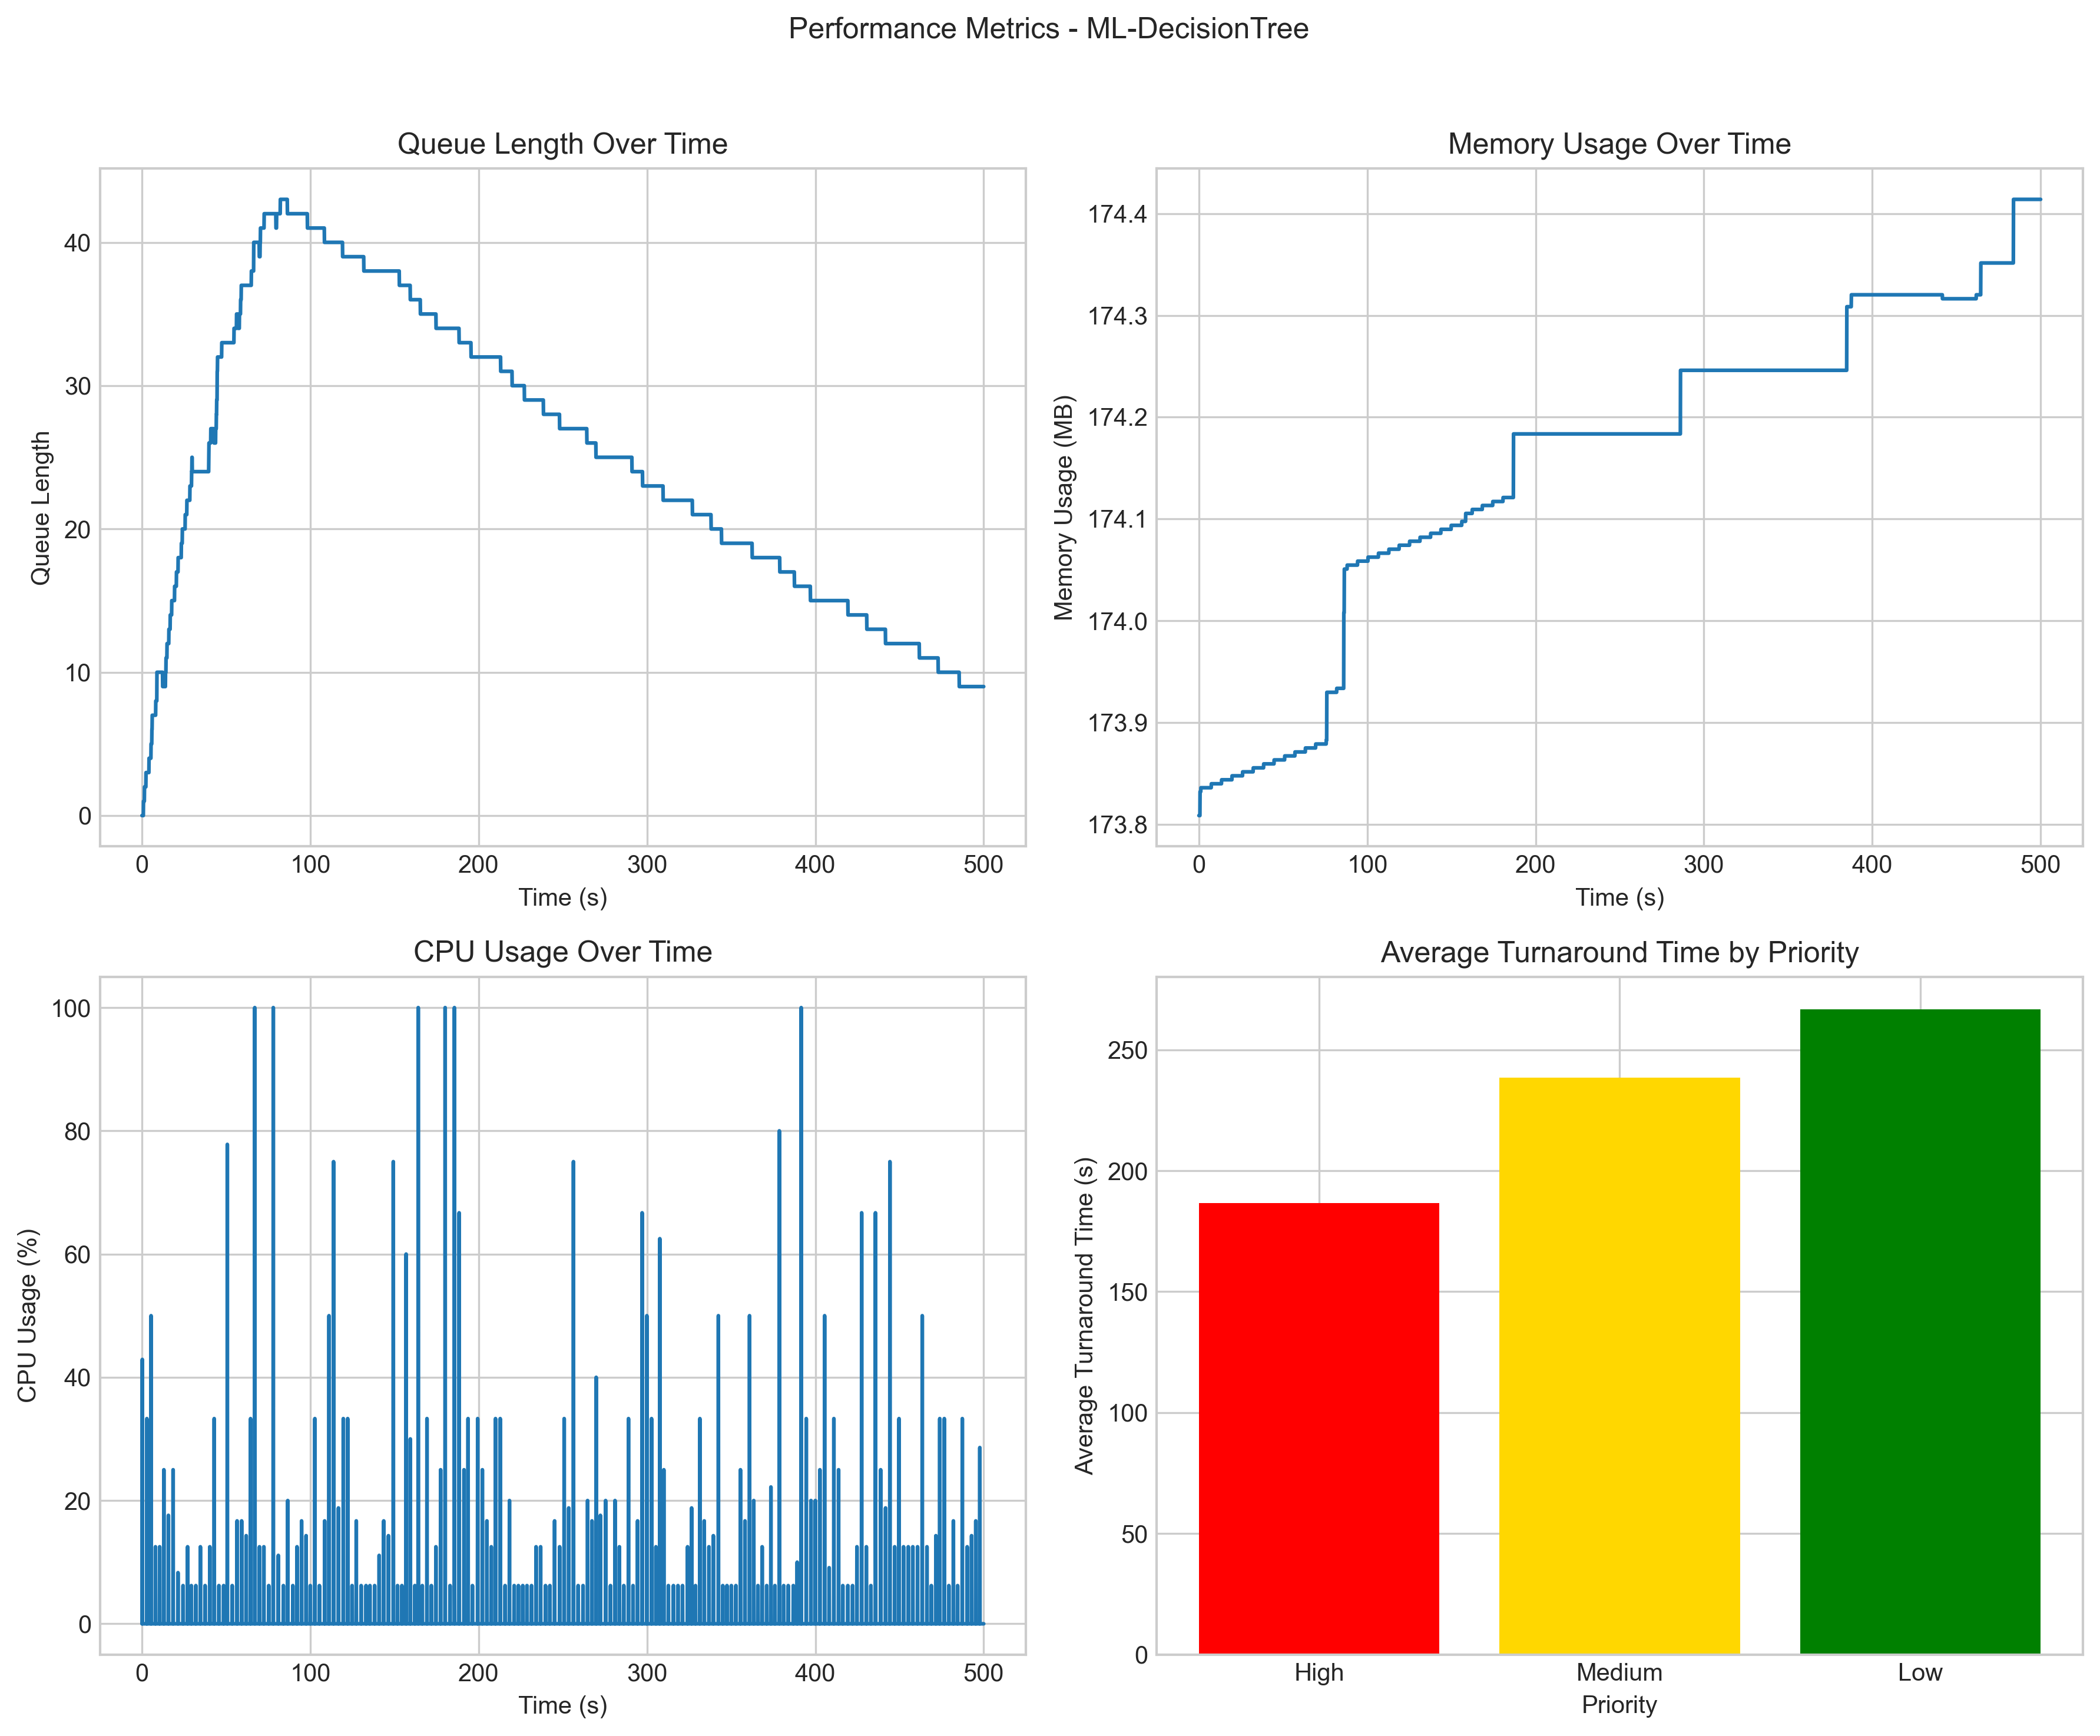 Performance Metrics - ML-DecisionTree
Queue Length Over Time
Queue Length
40
30
20
10
0
0 100 200 300 400 500
Time (s)
Memory Usage Over Time
Memory Usage (MB)
174.4
174.3
174.2
174.1
174.0
173.9
173.8
0 100 200 300 400 500
Time (s)
CPU Usage Over Time
CPU Usage (%)
100
80
60
40
20
0
0 100 200 300 400 500
Time (s)
Average Turnaround Time by Priority
Average Turnaround Time (s)
250
200
150
100
50
0
High Medium Low
Priority